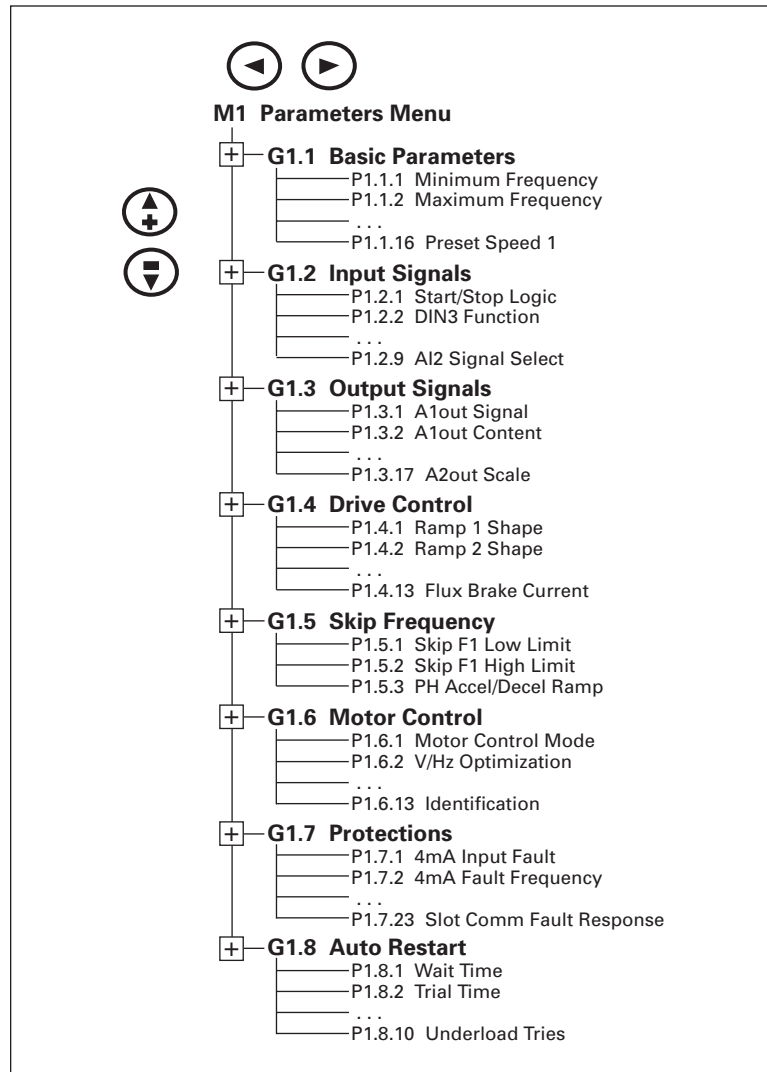 M1 Parameters Menu
G1.1 Basic Parameters
P1.1.1 Minimum Frequency
P1.1.2 Maximum Frequency
. . .
P1.1.16 Preset Speed 1
G1.2 Input Signals
P1.2.1 Start/Stop Logic
P1.2.2 DIN3 Function
. . .
P1.2.9 AI2 Signal Select
G1.3 Output Signals
P1.3.1 A1out Signal
P1.3.2 A1out Content
. . .
P1.3.17 A2out Scale
G1.4 Drive Control
P1.4.1 Ramp 1 Shape
P1.4.2 Ramp 2 Shape
. . .
P1.4.13 Flux Brake Current
G1.5 Skip Frequency
P1.5.1 Skip F1 Low Limit
P1.5.2 Skip F1 High Limit
P1.5.3 PH Accel/Decel Ramp
G1.6 Motor Control
P1.6.1 Motor Control Mode
P1.6.2 V/Hz Optimization
. . .
P1.6.13 Identification
G1.7 Protections
P1.7.1 4mA Input Fault
P1.7.2 4mA Fault Frequency
. . .
P1.7.23 Slot Comm Fault Response
G1.8 Auto Restart
P1.8.1 Wait Time
P1.8.2 Trial Time
. . .
P1.8.10 Underload Tries